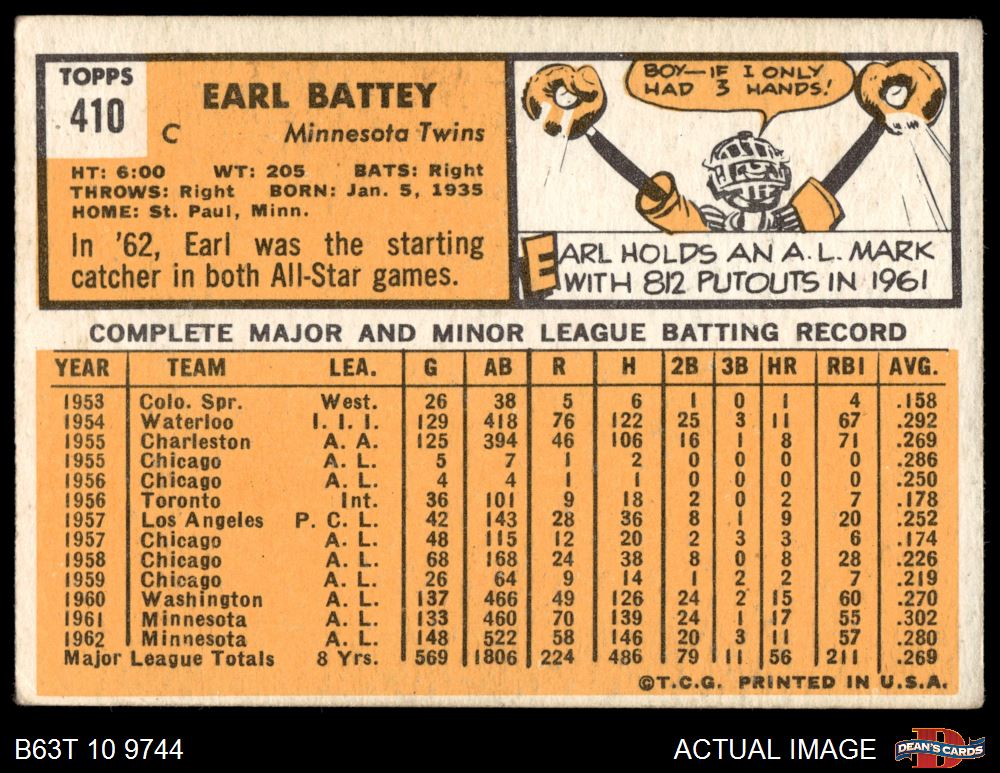 TOPPS
410
EARL BATTEY
C Minnesota Twins
HT: 6:00 WT: 205 BATS: Right
THROWS: Right BORN: Jan. 5, 1935
HOME: St. Paul, Minn.
In '62, Earl was the starting
catcher in both All-Star games.
BOY—IF I ONLY
HAD 3 HANDS!
EARL HOLDS AN A.L. MARK
WITH 812 PUTOUTS IN 1961
COMPLETE MAJOR AND MINOR LEAGUE BATTING RECORD
YEAR TEAM LEA. G AB R H 2B 3B HR RBI AVG.
1953 Colo. Spr. West. 26 38 5 6 1 0 1 4 .158
1954 Waterloo I. I. I. 129 418 76 122 25 3 11 67 .292
1955 Charleston A. A. 125 394 46 106 16 1 8 71 .269
1955 Chicago A. L. 5 7 1 2 0 0 0 0 .286
1956 Chicago A. L. 4 4 1 1 0 0 0 0 .250
1956 Toronto Int. 36 101 9 18 2 0 2 7 .178
1957 Los Angeles P. C. L. 42 143 28 36 8 1 9 20 .252
1957 Chicago A. L. 48 115 12 20 2 3 3 6 .174
1958 Chicago A. L. 68 168 24 38 8 0 8 28 .226
1959 Chicago A. L. 26 64 9 14 1 2 2 7 .219
1960 Washington A. L. 137 466 49 126 24 2 15 60 .270
1961 Minnesota A. L. 133 460 70 139 24 1 17 55 .302
1962 Minnesota A. L. 148 522 58 146 20 3 11 57 .280
Major League Totals 8 Yrs. 569 1806 224 486 79 11 56 211 .269
©T.C.G. PRINTED IN U.S.A.
B63T 10 9744
ACTUAL IMAGE
D
DEAN'S CARDS